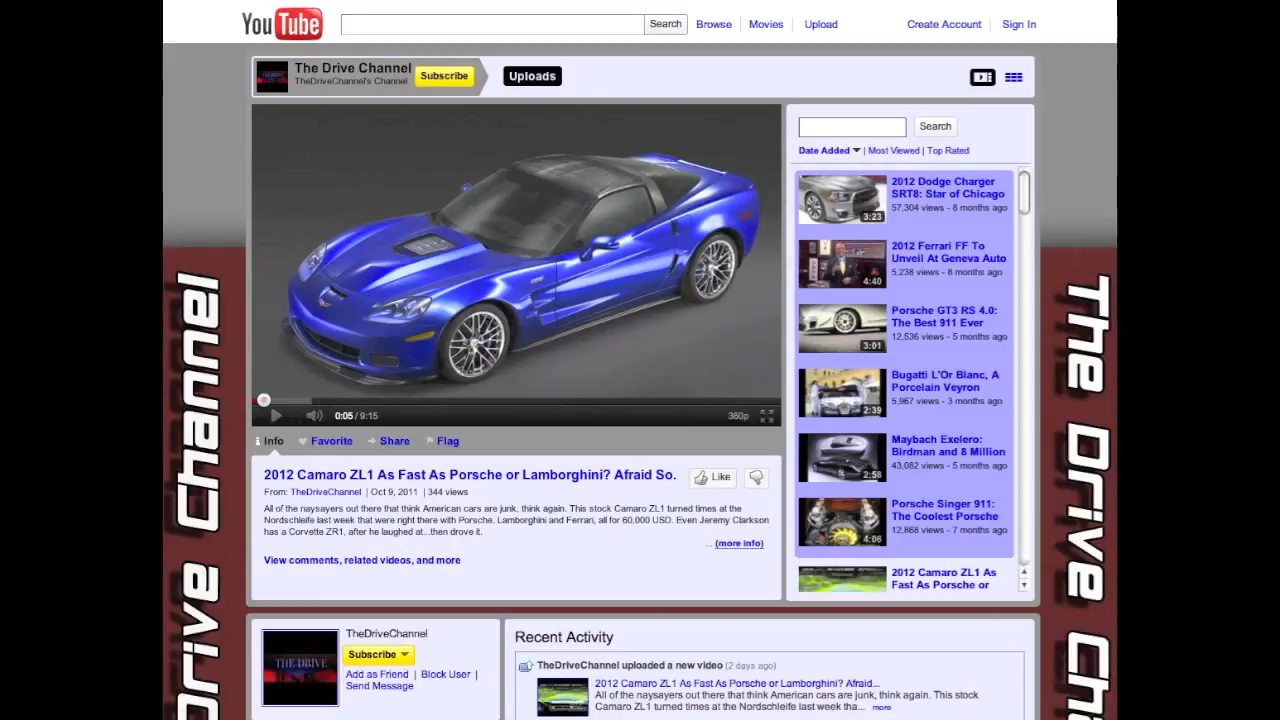 YouTube
Search
Browse
Movies
Upload
Create Account
Sign In
The Drive Channel
TheDriveChannel's Channel
Subscribe
Uploads
Search
Date Added | Most Viewed | Top Rated
2012 Dodge Charger
SRT8: Star of Chicago
57,304 views - 8 months ago
3:23
2012 Ferrari FF To
Unveil At Geneva Auto
5,238 views - 8 months ago
4:40
Porsche GT3 RS 4.0:
The Best 911 Ever
12,536 views - 5 months ago
3:01
Bugatti L'Or Blanc, A
Porcelain Veyron
5,967 views - 3 months ago
2:39
Maybach Exelero:
Birdman and 8 Million
43,082 views - 5 months ago
2:58
Porsche Singer 911:
The Coolest Porsche
12,868 views - 7 months ago
4:06
2012 Camaro ZL1 As
Fast As Porsche or
0:05 / 9:15
360p
Info
Favorite
Share
Flag
2012 Camaro ZL1 As Fast As Porsche or Lamborghini? Afraid So.
Like
From: TheDriveChannel | Oct 9, 2011 | 344 views
All of the naysayers out there that think American cars are junk, think again. This stock Camaro ZL1 turned times at the
Nordschleife last week that were right there with Porsche, Lamborghini and Ferrari, all for 60,000 USD. Even Jeremy Clarkson
has a Corvette ZR1, after he laughed at...then drove it.
... (more info)
View comments, related videos, and more
TheDriveChannel
Subscribe
Add as Friend | Block User |
Send Message
THE DRIVE
Recent Activity
TheDriveChannel uploaded a new video (2 days ago)
2012 Camaro ZL1 As Fast As Porsche or Lamborghini? Afraid...
All of the naysayers out there that think American cars are junk, think again. This stock
Camaro ZL1 turned times at the Nordschleife last week tha... more
Drive Channel
The Drive Cha